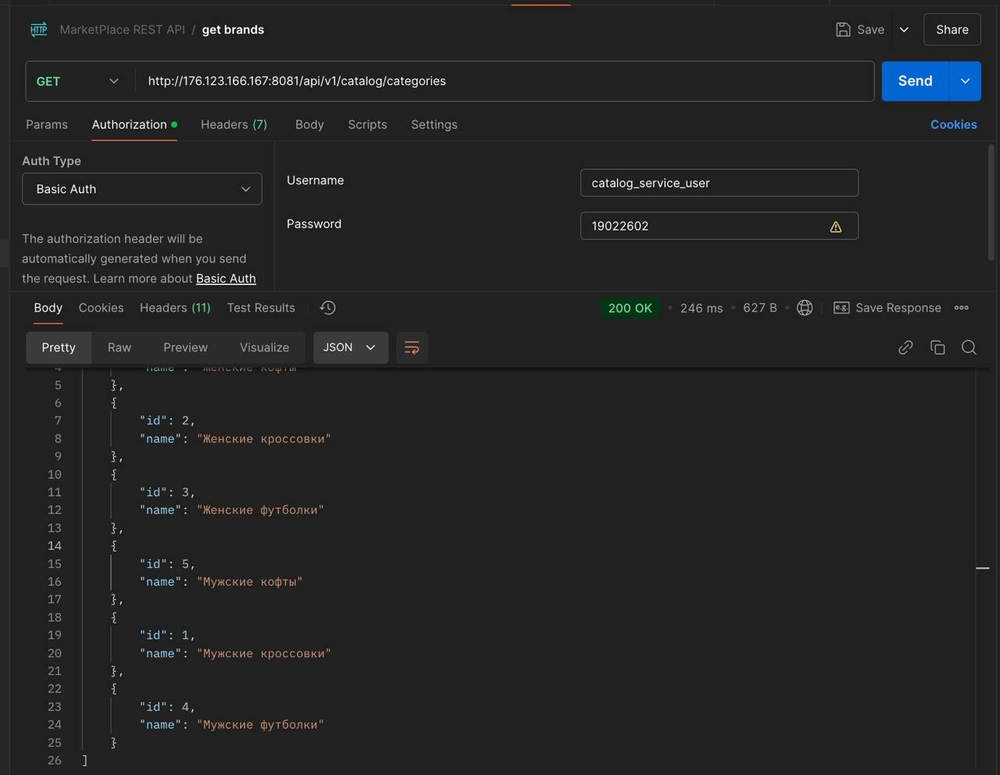 HTTP MarketPlace REST API / get brands Save Share
GET http://176.123.166.167:8081/api/v1/catalog/categories Send
Params Authorization Headers (7) Body Scripts Settings Cookies
Auth Type
Basic Auth
The authorization header will be
automatically generated when you send
the request. Learn more about Basic Auth
Username catalog_service_user
Password 19022602
Body Cookies Headers (11) Test Results 200 OK 246 ms 627 B e.g. Save Response
Pretty Raw Preview Visualize JSON
4 "name": "Женские кофты"
5 },
6 {
7 "id": 2,
8 "name": "Женские кроссовки"
9 },
10 {
11 "id": 3,
12 "name": "Женские футболки"
13 },
14 {
15 "id": 5,
16 "name": "Мужские кофты"
17 },
18 {
19 "id": 1,
20 "name": "Мужские кроссовки"
21 },
22 {
23 "id": 4,
24 "name": "Мужские футболки"
25 }
26 ]